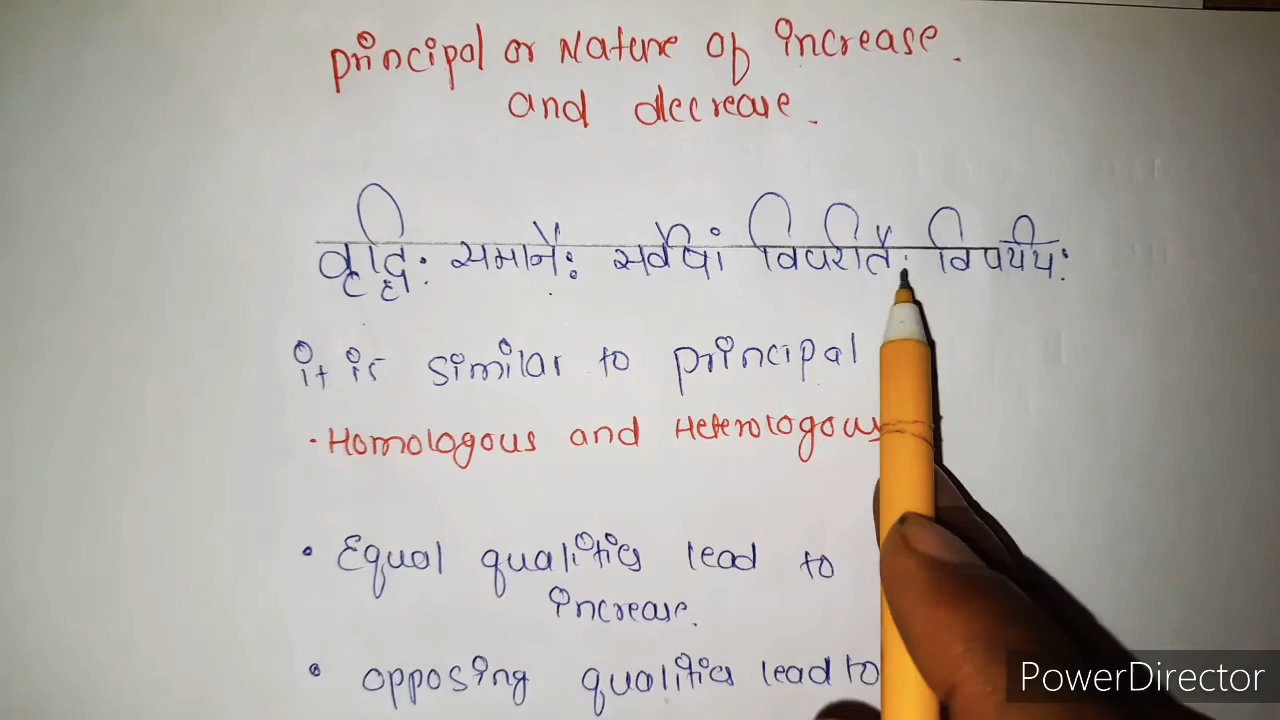 principal or Nature of increase.
and decrease.
वृद्धिः समानैः सर्वेषां विपरीतैः विपर्ययः
it is similar to principal
· Homologous and Heterologous
• Equal qualities lead to
increase.
• opposing qualities lead to
PowerDirector